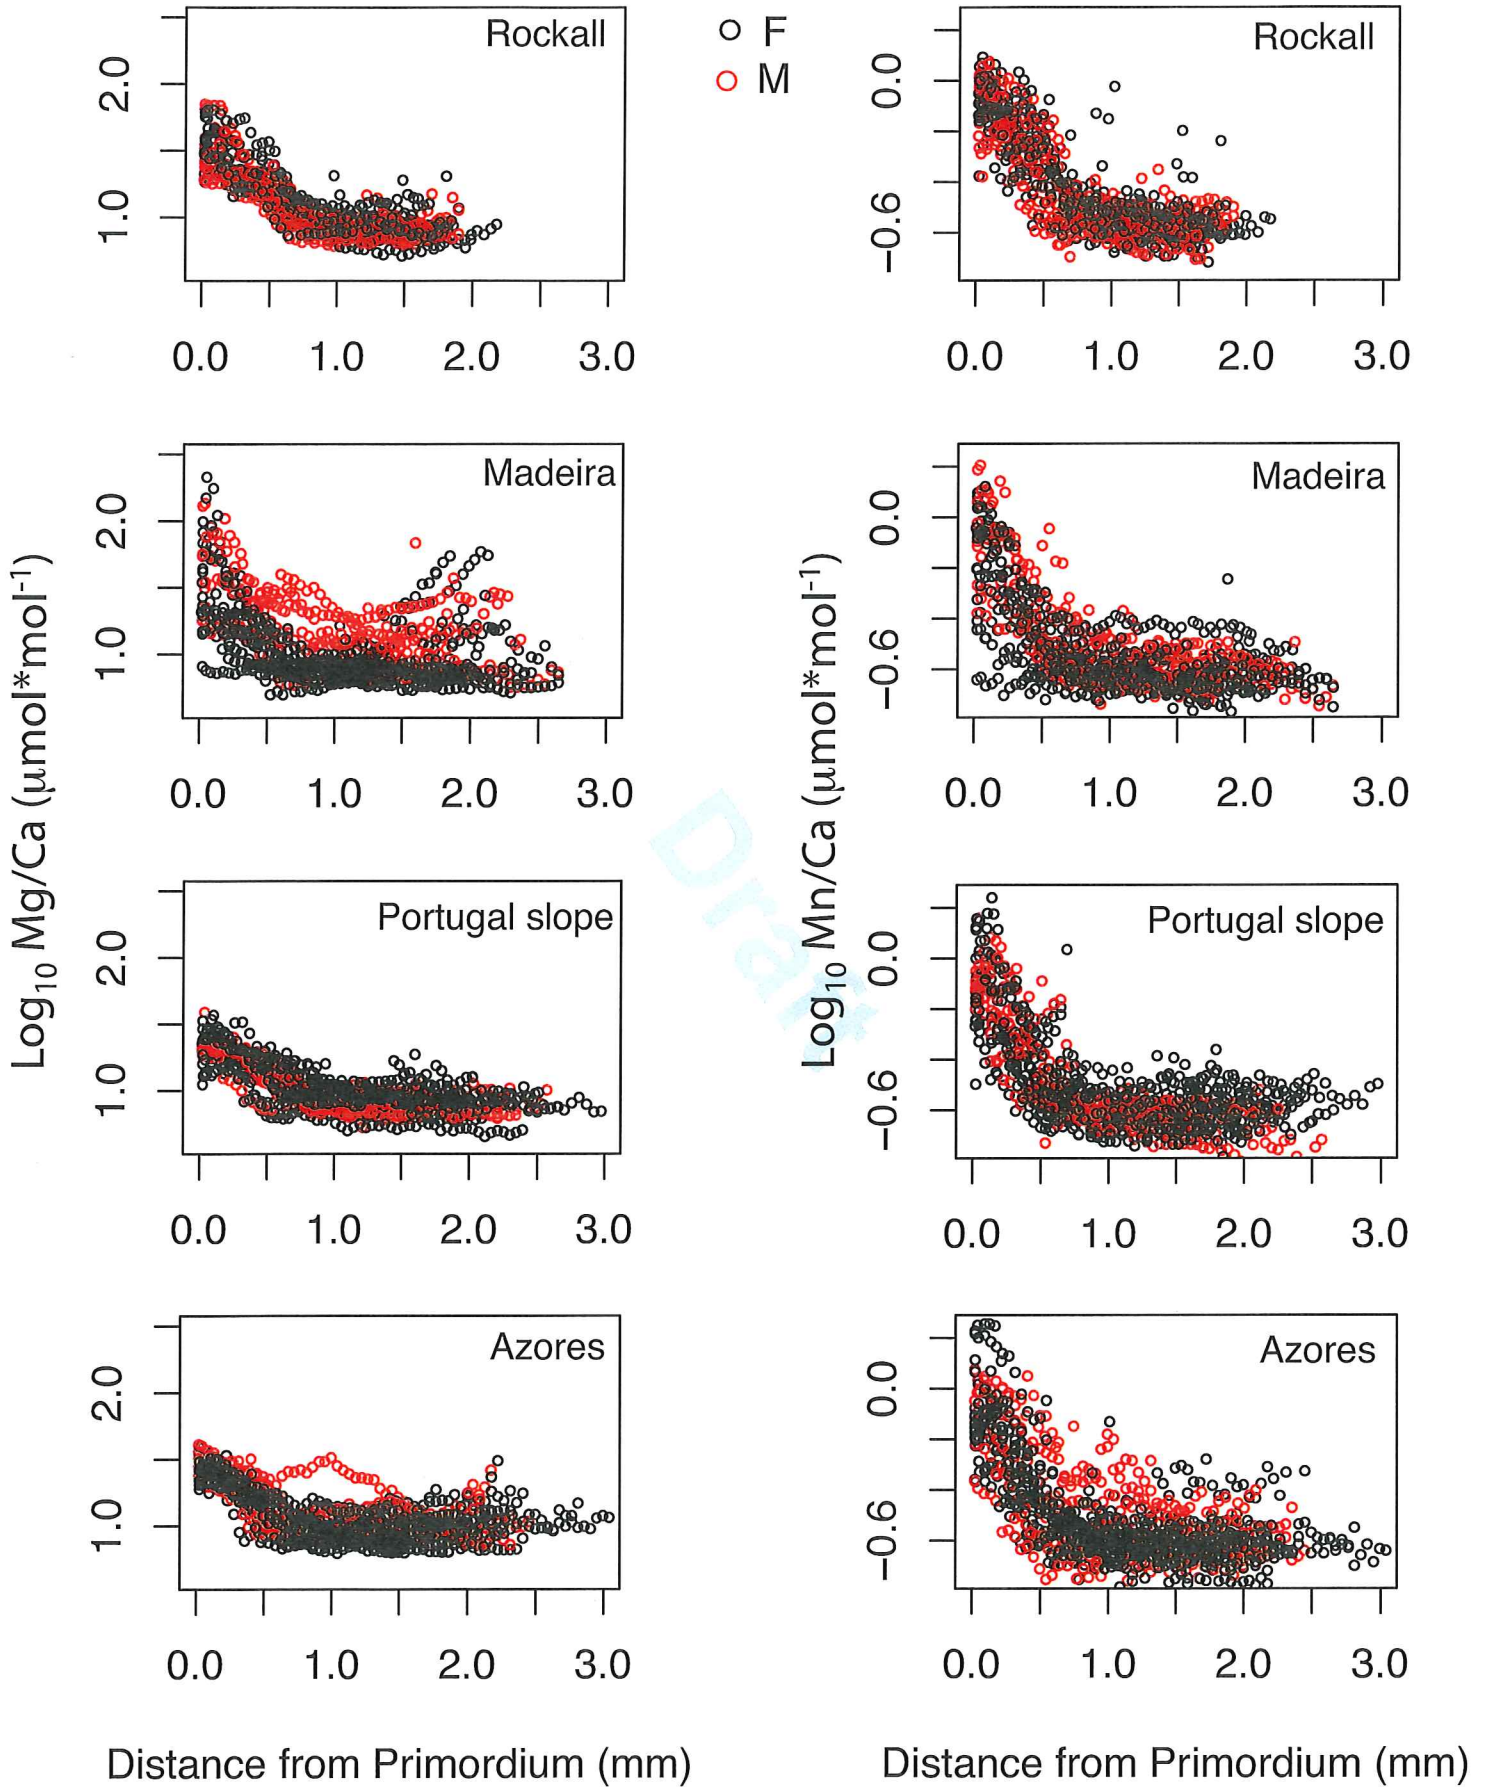 Rockall
F
M
Rockall
2.0
1.0
0.0
−0.6
0.0 1.0 2.0 3.0
0.0 1.0 2.0 3.0
Madeira
Madeira
2.0
1.0
0.0
−0.6
0.0 1.0 2.0 3.0
0.0 1.0 2.0 3.0
Log10 Mg/Ca (μmol*mol-1)
Log10 Mn/Ca (μmol*mol-1)
Draft
Portugal slope
Portugal slope
2.0
1.0
0.0
−0.6
0.0 1.0 2.0 3.0
0.0 1.0 2.0 3.0
Azores
Azores
2.0
1.0
0.0
−0.6
0.0 1.0 2.0 3.0
0.0 1.0 2.0 3.0
Distance from Primordium (mm)
Distance from Primordium (mm)